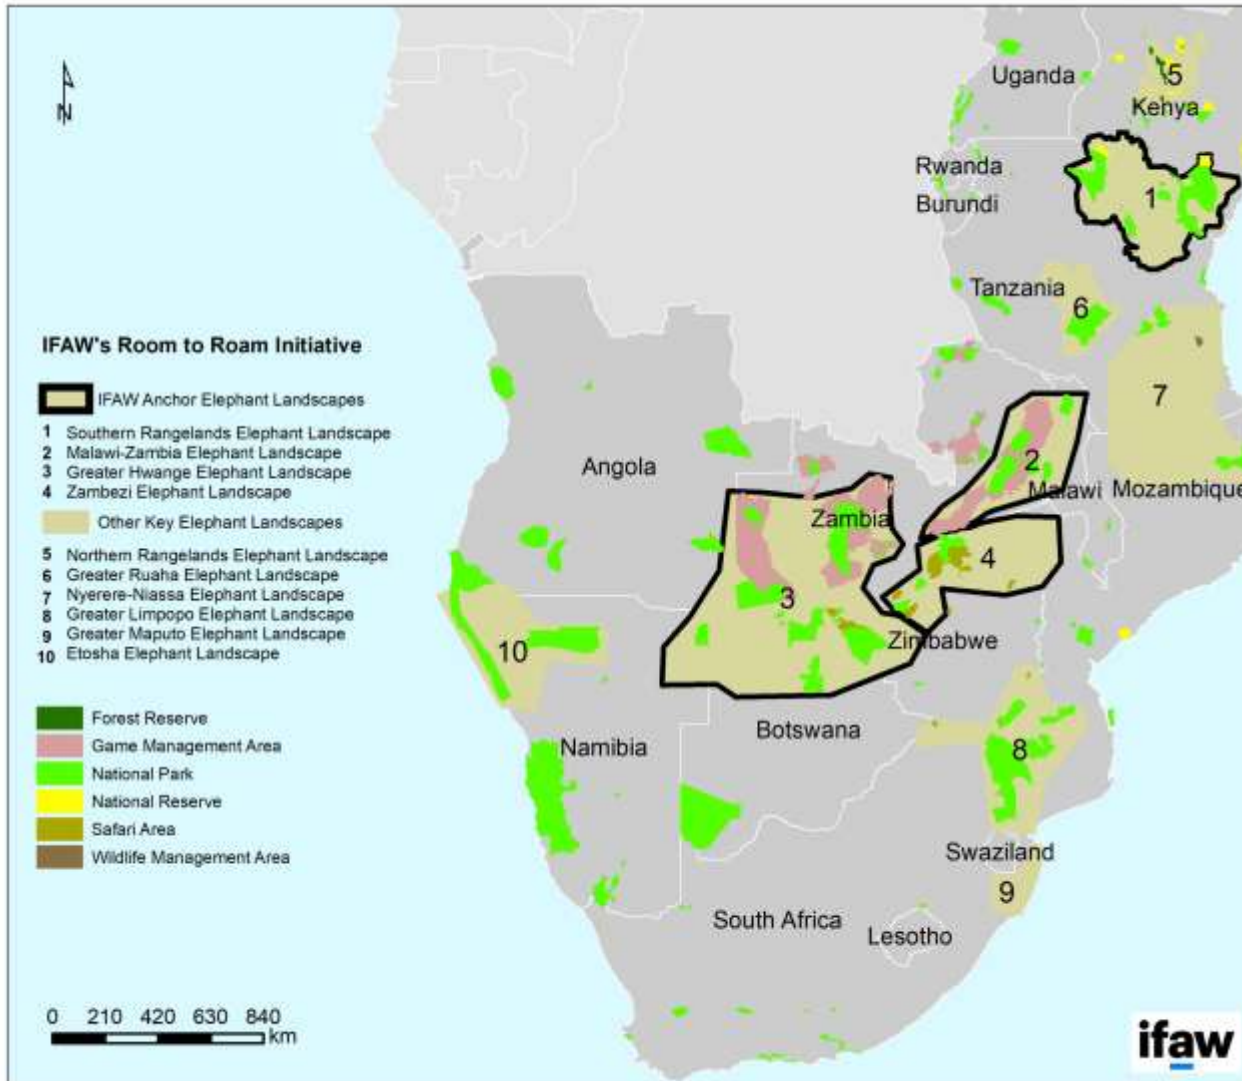 N
Uganda
5
Kenya
Rwanda
Burundi
1
Tanzania
6
7
IFAW's Room to Roam Initiative
IFAW Anchor Elephant Landscapes
1 Southern Rangelands Elephant Landscape
2 Malawi-Zambia Elephant Landscape
3 Greater Hwange Elephant Landscape
4 Zambezi Elephant Landscape
Other Key Elephant Landscapes
5 Northern Rangelands Elephant Landscape
6 Greater Ruaha Elephant Landscape
7 Nyerere-Niassa Elephant Landscape
8 Greater Limpopo Elephant Landscape
9 Greater Maputo Elephant Landscape
10 Etosha Elephant Landscape
Forest Reserve
Game Management Area
National Park
National Reserve
Safari Area
Wildlife Management Area
Angola
2
Malawi
Mozambique
Zambia
4
3
Zimbabwe
10
Namibia
Botswana
8
Swaziland
9
South Africa
Lesotho
0 210 420 630 840
km
ifaw